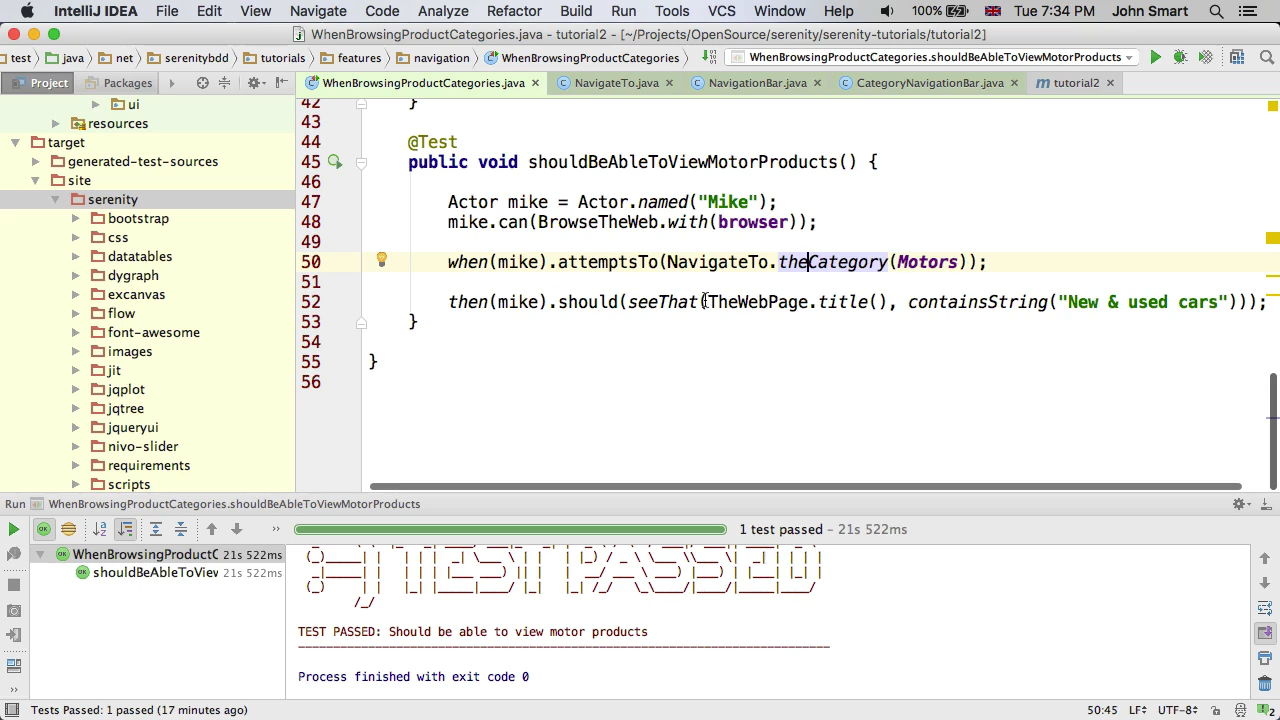 IntelliJ IDEA File Edit View Navigate Code Analyze Refactor Build Run Tools VCS Window Help 100% Tue 7:34 PM John Smart
WhenBrowsingProductCategories.java - tutorial2 - [~/Projects/OpenSource/serenity/serenity-tutorials/tutorial2]
test java net serenitybdd tutorials features navigation WhenBrowsingProductCategories WhenBrowsingProductCategories.shouldBeAbleToViewMotorProducts
Project Packages WhenBrowsingProductCategories.java NavigateTo.java NavigationBar.java CategoryNavigationBar.java tutorial2
ui
resources
target
generated-test-sources
site
serenity
bootstrap
css
datatables
dygraph
excanvas
flow
font-awesome
images
jit
jqplot
jqtree
jqueryui
nivo-slider
requirements
scripts
42 }
43
44 @Test
45 public void shouldBeAbleToViewMotorProducts() {
46
47 Actor mike = Actor.named("Mike");
48 mike.can(BrowseTheWeb.with(browser));
49
50 when(mike).attemptsTo(NavigateTo.theCategory(Motors));
51
52 then(mike).should(seeThat(TheWebPage.title(), containsString("New & used cars")));
53 }
54
55 }
56
Run WhenBrowsingProductCategories.shouldBeAbleToViewMotorProducts
1 test passed – 21s 522ms
WhenBrowsingProductC 21s 522ms
shouldBeAbleToViev 21s 522ms
TEST PASSED: Should be able to view motor products
Process finished with exit code 0
Tests Passed: 1 passed (17 minutes ago) 50:45 LF UTF-8 2